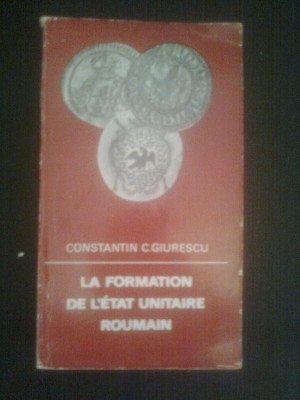 CONSTANTIN C.GIURESCU
LA FORMATION
DE L'ÉTAT UNITAIRE
ROUMAIN